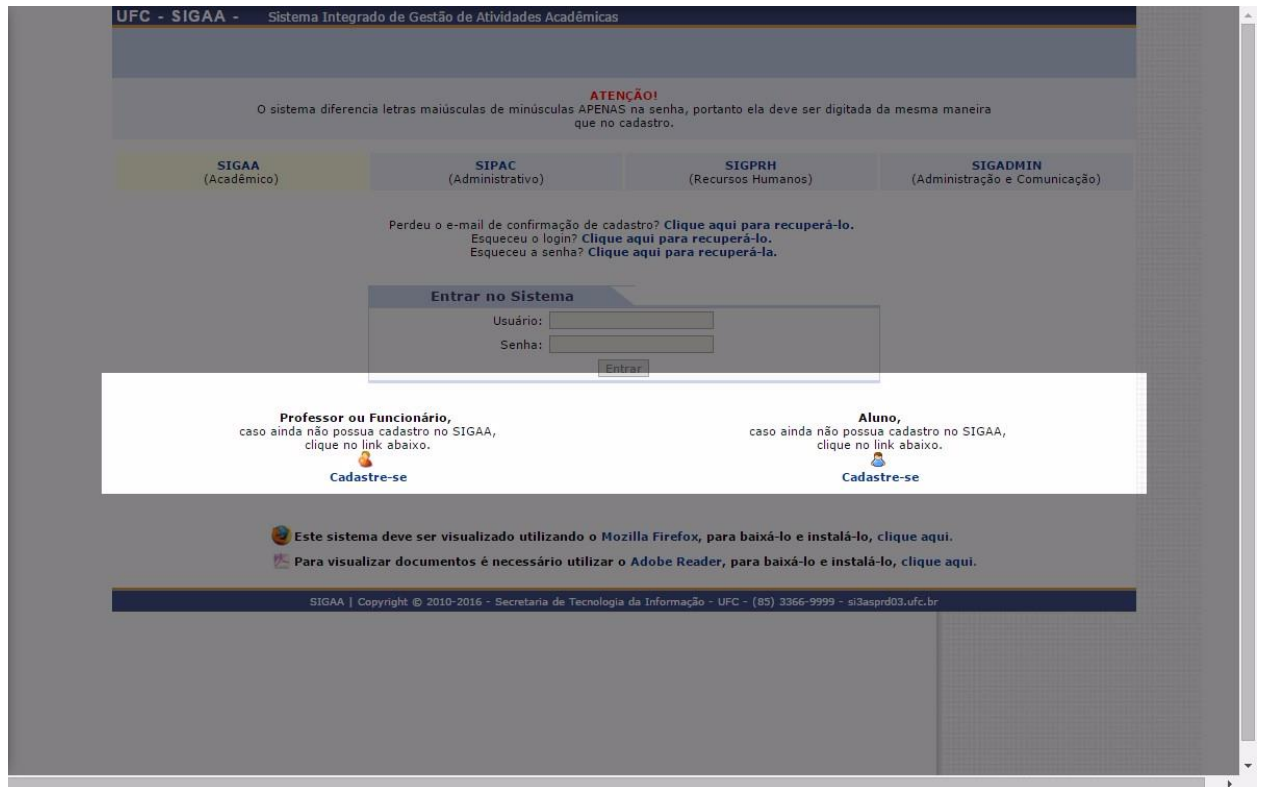 UFC - SIGAA - Sistema Integrado de Gestão de Atividades Acadêmicas
ATENÇÃO!
O sistema diferencia letras maiúsculas de minúsculas APENAS na senha, portanto ela deve ser digitada da mesma maneira
que no cadastro.
SIGAA SIPAC SIGPRH SIGADMIN
(Acadêmico) (Administrativo) (Recursos Humanos) (Administração e Comunicação)
Perdeu o e-mail de confirmação de cadastro? Clique aqui para recuperá-lo.
Esqueceu o login? Clique aqui para recuperá-lo.
Esqueceu a senha? Clique aqui para recuperá-la.
Entrar no Sistema
Usuário:
Senha:
Entrar
Professor ou Funcionário, Aluno,
caso ainda não possua cadastro no SIGAA, caso ainda não possua cadastro no SIGAA,
clique no link abaixo. clique no link abaixo.
Cadastre-se Cadastre-se
Este sistema deve ser visualizado utilizando o Mozilla Firefox, para baixá-lo e instalá-lo, clique aqui.
Para visualizar documentos é necessário utilizar o Adobe Reader, para baixá-lo e instalá-lo, clique aqui.
SIGAA | Copyright © 2010-2016 - Secretaria de Tecnologia da Informação - UFC - (85) 3366-9999 - si3asprd03.ufc.br